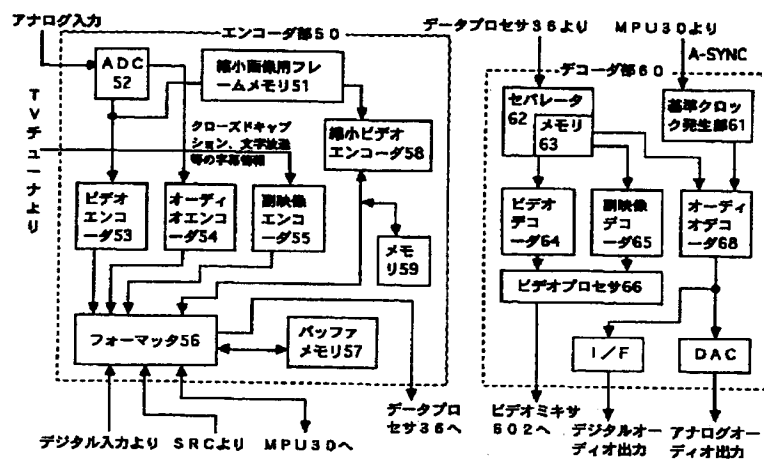 アナログ入力
エンコーダ部50
ADC
52
縮小画像用フレ
ームメモリ51
TVチューナより
クローズドキャプ
ション、文字放送
等の字幕情報
縮小ビデオ
エンコーダ58
ビデオ
エンコ
ーダ53
オーディ
オエンコ
ーダ54
副映像
エンコ
ーダ55
メモ
リ59
フォーマッタ56
バッファ
メモリ57
デジタル入力より
SRCより
MPU30へ
データプロ
セサ36へ
データプロセサ36より
MPU30より
A-SYNC
デコーダ部60
セパレータ
62
メモリ
63
基準クロッ
ク発生部61
ビデオ
デコ
ーダ64
副映像
デコ
ーダ65
オーデ
ィオデコ
ーダ68
ビデオプロセサ66
I/F
DAC
ビデオミキサ
602へ
デジタルオー
ディオ出力
アナログオー
ディオ出力